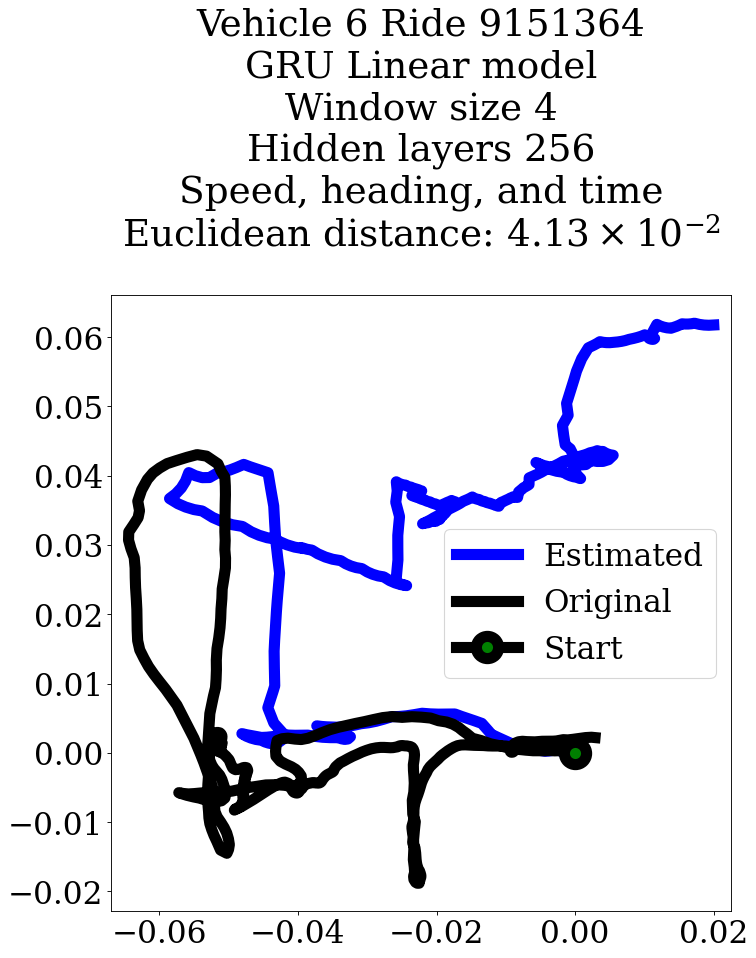 Vehicle 6 Ride 9151364
GRU Linear model
Window size 4
Hidden layers 256
Speed, heading, and time
Euclidean distance: 4.13 × 10⁻²
0.06
0.05
0.04
0.03
0.02
0.01
0.00
−0.01
−0.02
Estimated
Original
Start
−0.06 −0.04 −0.02 0.00 0.02